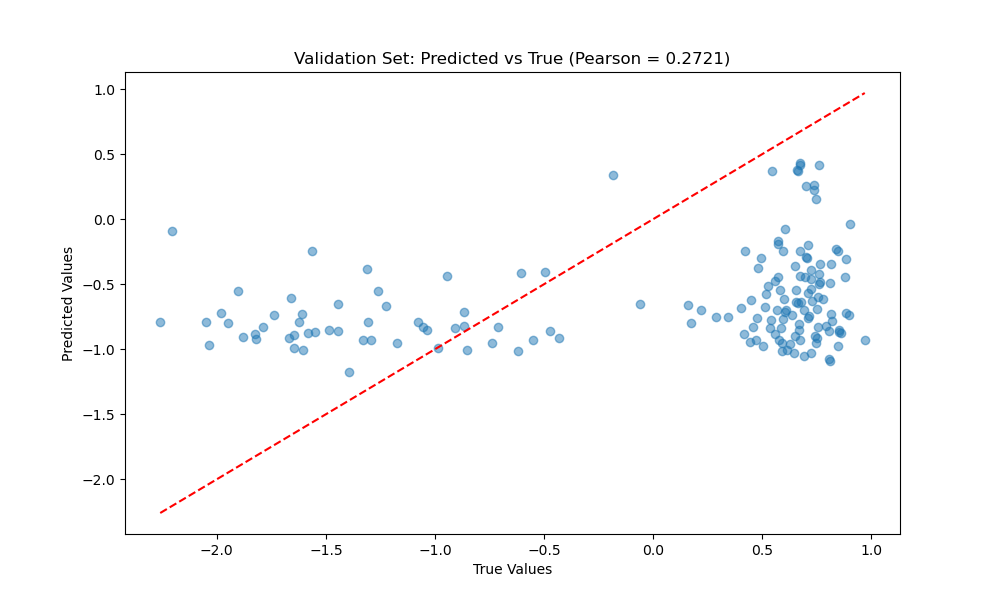 Validation Set: Predicted vs True (Pearson = 0.2721)
1.0
0.5
0.0
−0.5
−1.0
−1.5
−2.0
Predicted Values
−2.0 −1.5 −1.0 −0.5 0.0 0.5 1.0
True Values